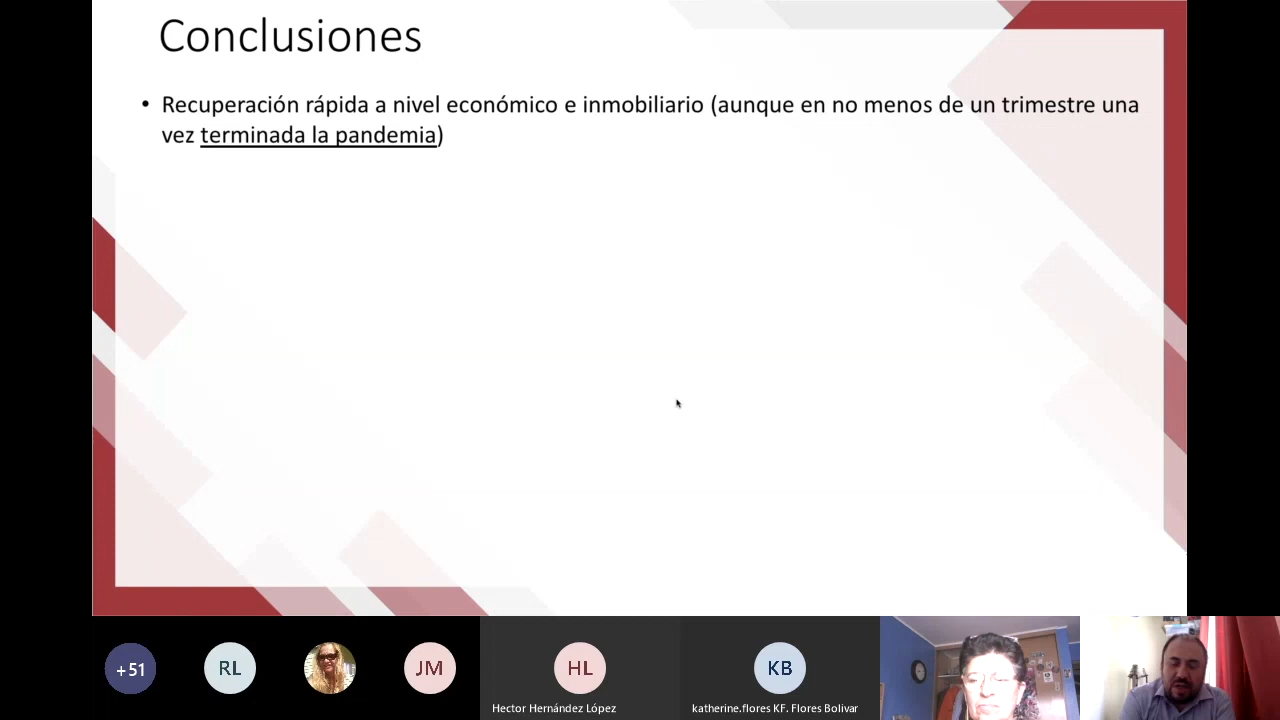 Conclusiones
• Recuperación rápida a nivel económico e inmobiliario (aunque en no menos de un trimestre una
vez terminada la pandemia)
+51
RL
JM
HL
KB
Hector Hernández López
katherine.flores KF. Flores Bolivar